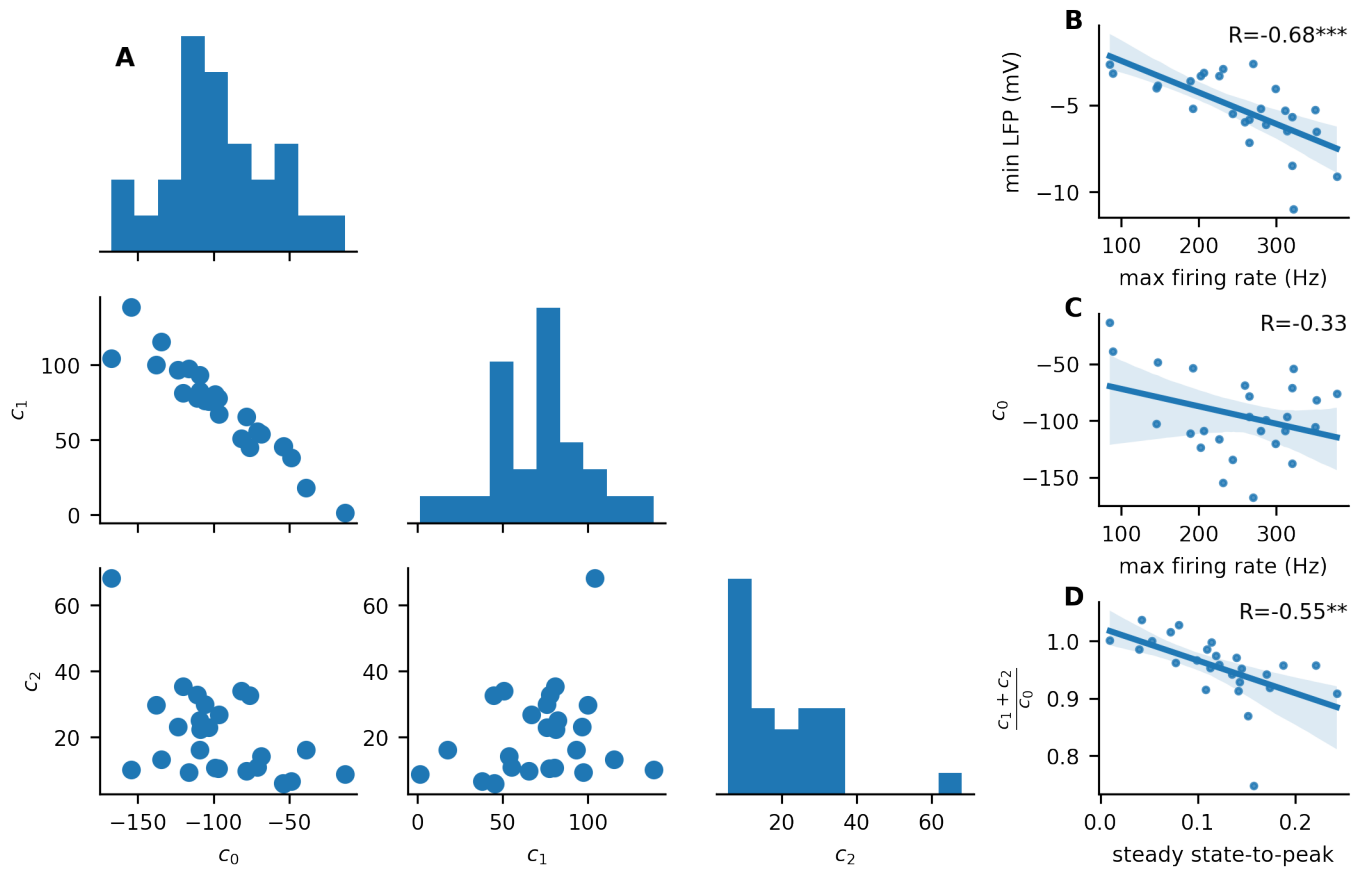 A
100
50
0
c₁
60
40
20
c₂
−150
−100
−50
c₀
60
40
20
0
50
100
c₁
20
40
60
c₂
B
R=-0.68***
−5
−10
min LFP (mV)
100
200
300
max firing rate (Hz)
C
R=-0.33
−50
−100
−150
c₀
100
200
300
max firing rate (Hz)
D
R=-0.55**
1.0
0.9
0.8
c₁ + c₂
c₀
0.0
0.1
0.2
steady state-to-peak